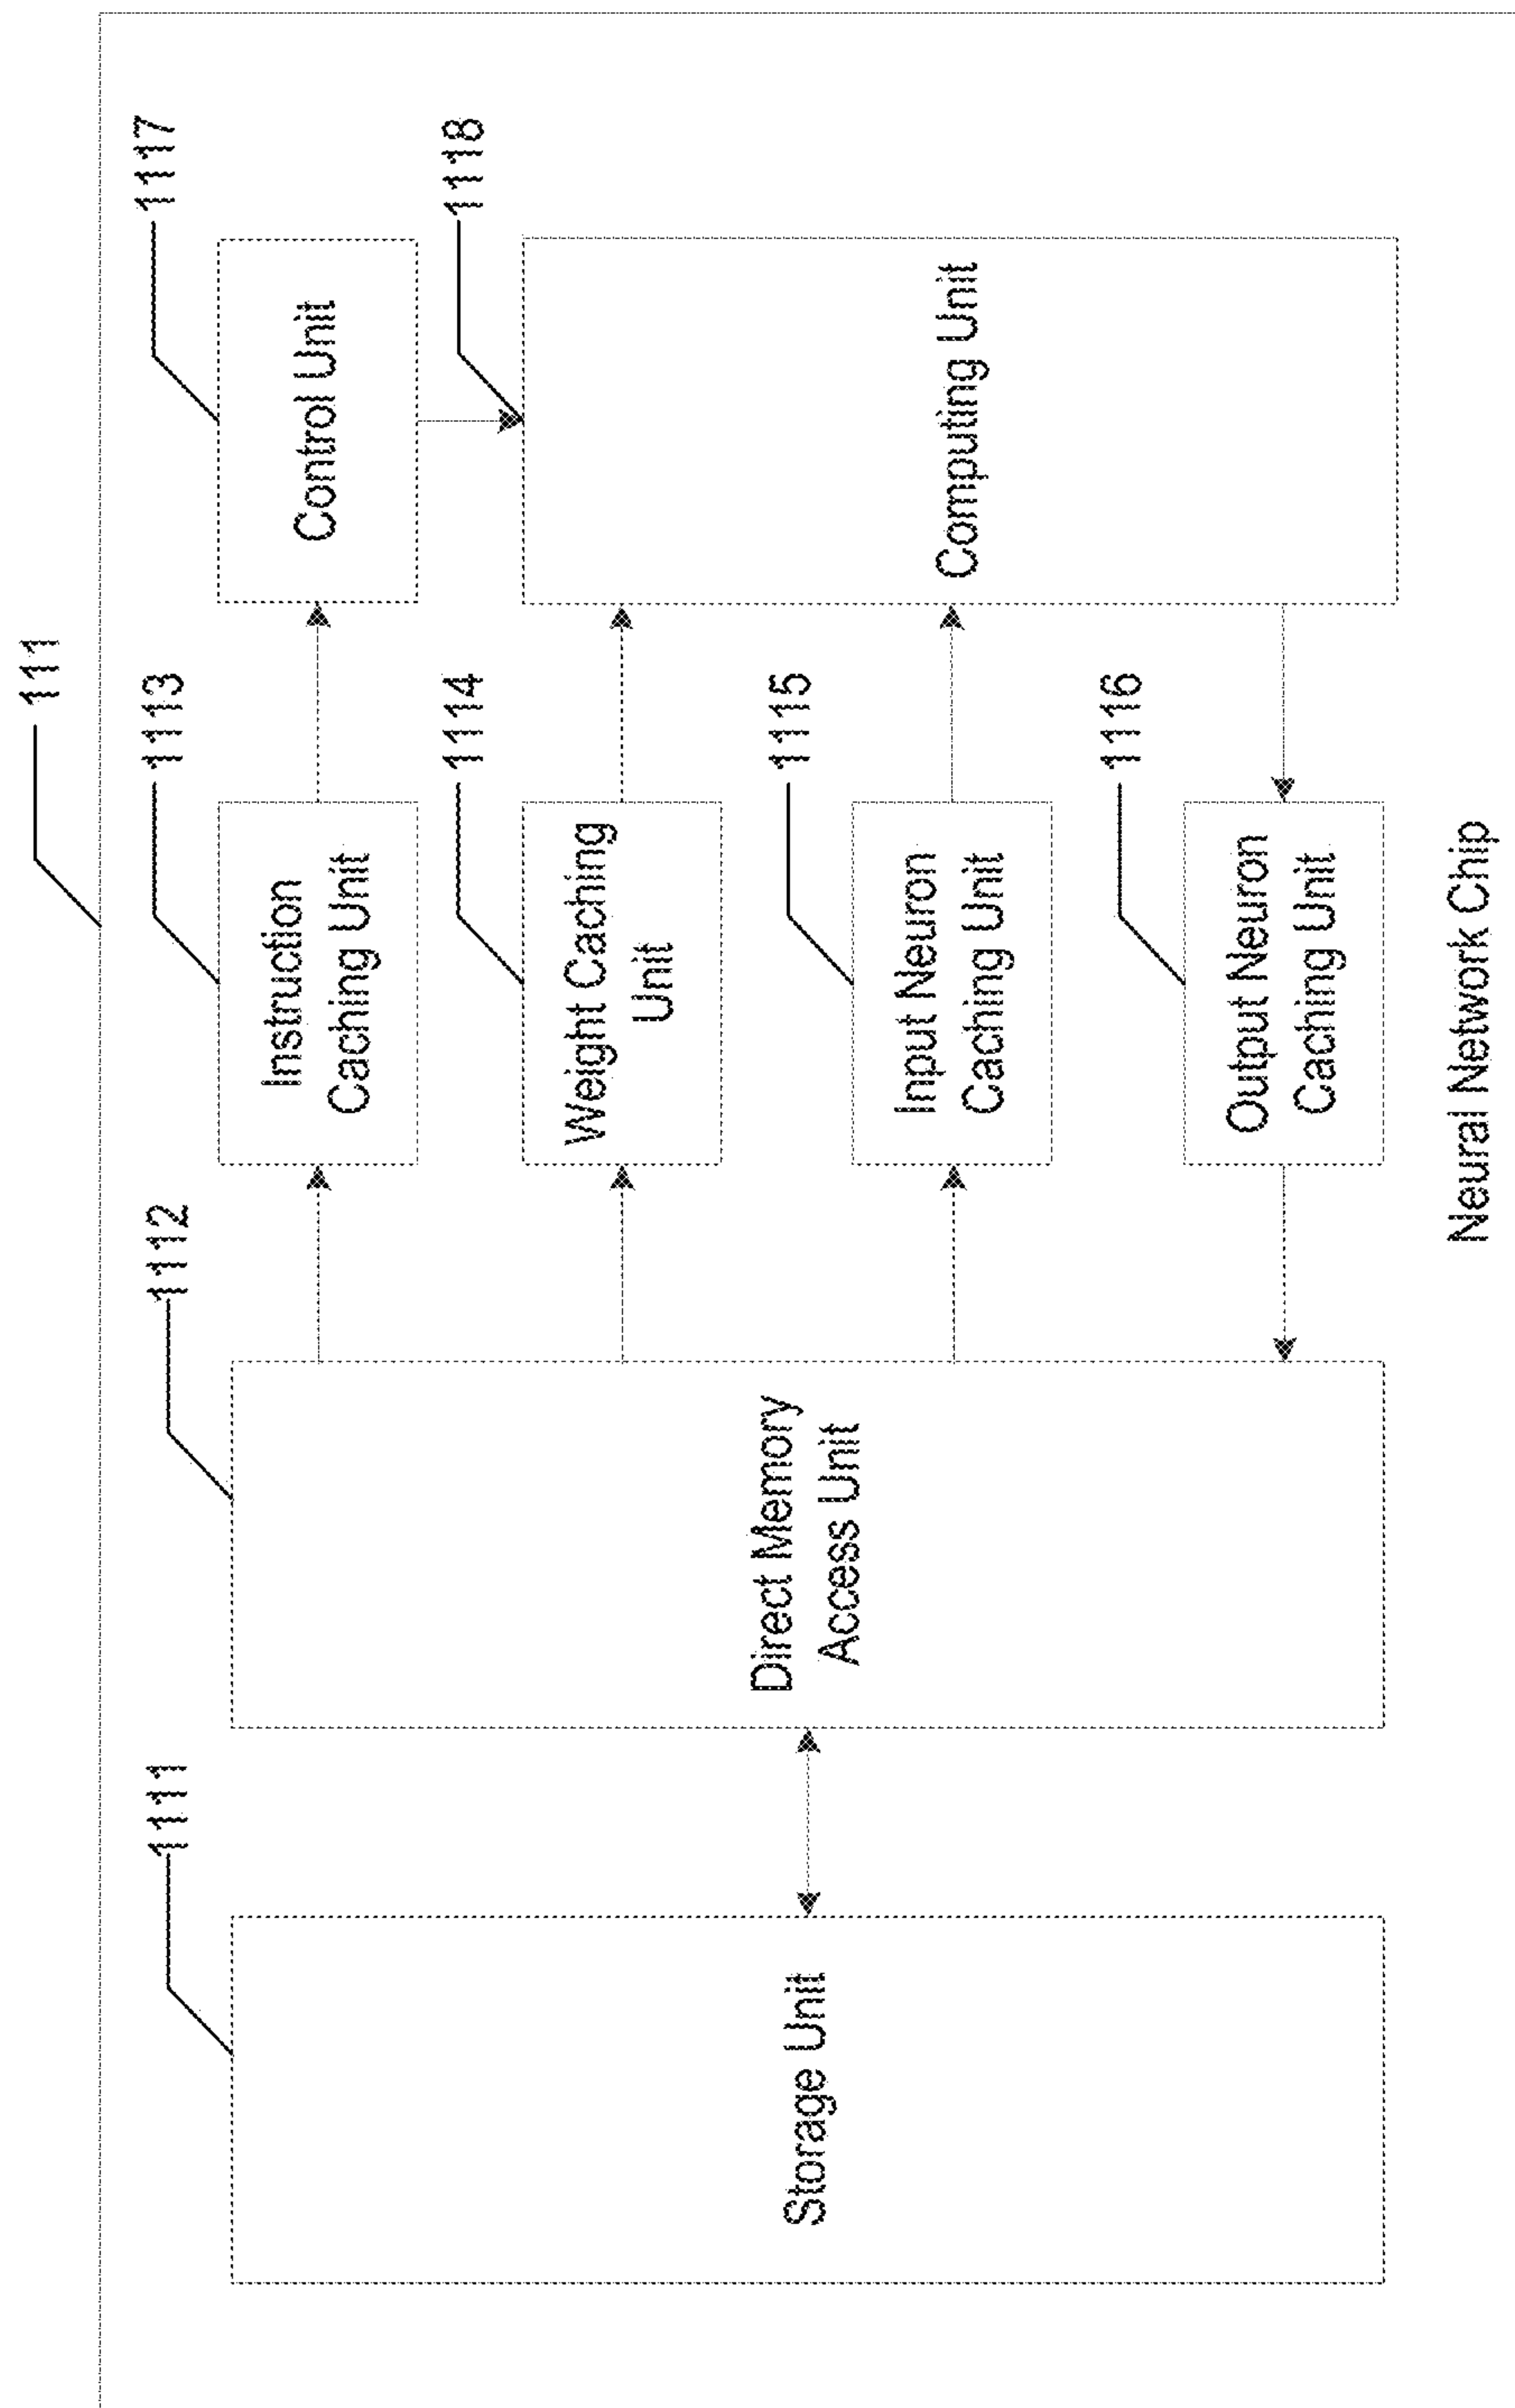 111
1111
1112
1113
1117
Storage Unit
Direct Memory
Access Unit
Instruction
Caching Unit
Control Unit
1114
1118
Weight Caching
Unit
Computing Unit
1115
Input Neuron
Caching Unit
1116
Output Neuron
Caching Unit
Neural Network Chip